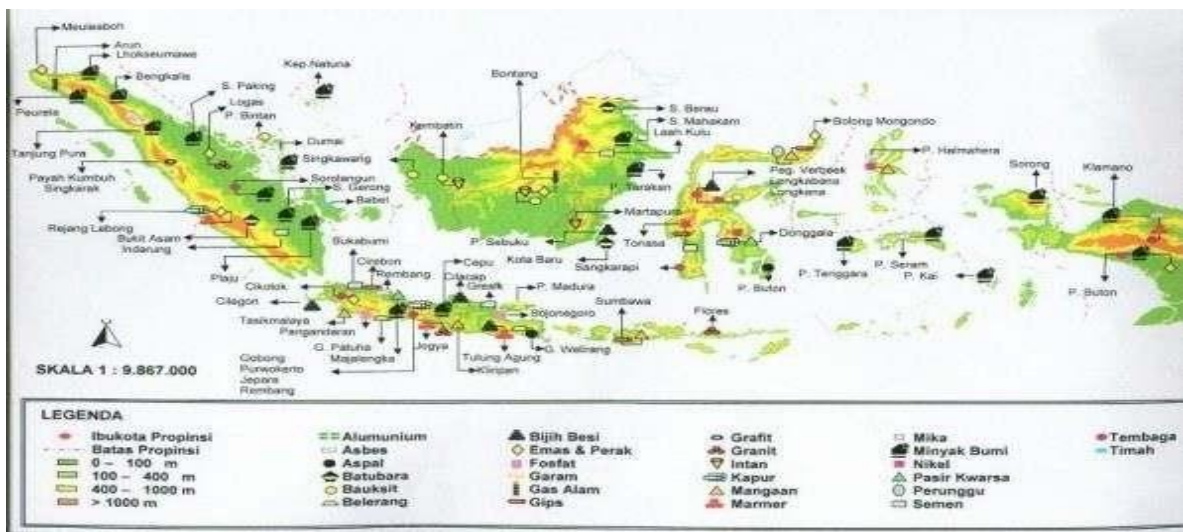 Meulaboh
Arun
Lhokseumawe
Bengkalis
Peurela
Tanjung Pura
Payah Kumbuh
Singkarak
S. Paking
Logas
P. Bintan
Kep Natuna
Dumai
Singkawang
Sorolangun
S. Gerong
Babel
Rejang Lebong
Bukit Asam
Indarung
Plaju
Kembatin
Bontang
S. Berau
S. Mahakam
Laah Kulu
P. Tarakan
Martapura
P. Sebuku
Kota Baru
Sangkarapi
Bolong Mongondo
P. Halmahera
Peg. Verbeek
Langkabana
Longkana
Tonasa
Donggala
P. Buton
P. Tenggara
P. Seram
P. Kai
Sorong
Klamano
P. Buton
Sukabumi
Cirebon
Rembang
Cikotok
Cilegon
Tasikmalaya
Pangandaran
G. Patuha
Majalengka
Cepu
Cilacap
Gresik
P. Madura
Bojonegoro
Sumbawa
Flores
Jogya
Tulung Agung
Kliripan
G. Welirang
Gobong
Purwokerto
Jepara
Rembang
SKALA 1 : 9.867.000
LEGENDA
Ibukota Propinsi
Batas Propinsi
0 – 100 m
100 – 400 m
400 – 1000 m
> 1000 m
Alumunium
Asbes
Aspal
Batubara
Bauksit
Belerang
Bijih Besi
Emas & Perak
Fosfat
Garam
Gas Alam
Gips
Grafit
Granit
Intan
Kapur
Mangaan
Marmer
Mika
Minyak Bumi
Nikel
Pasir Kwarsa
Perunggu
Semen
Tembaga
Timah